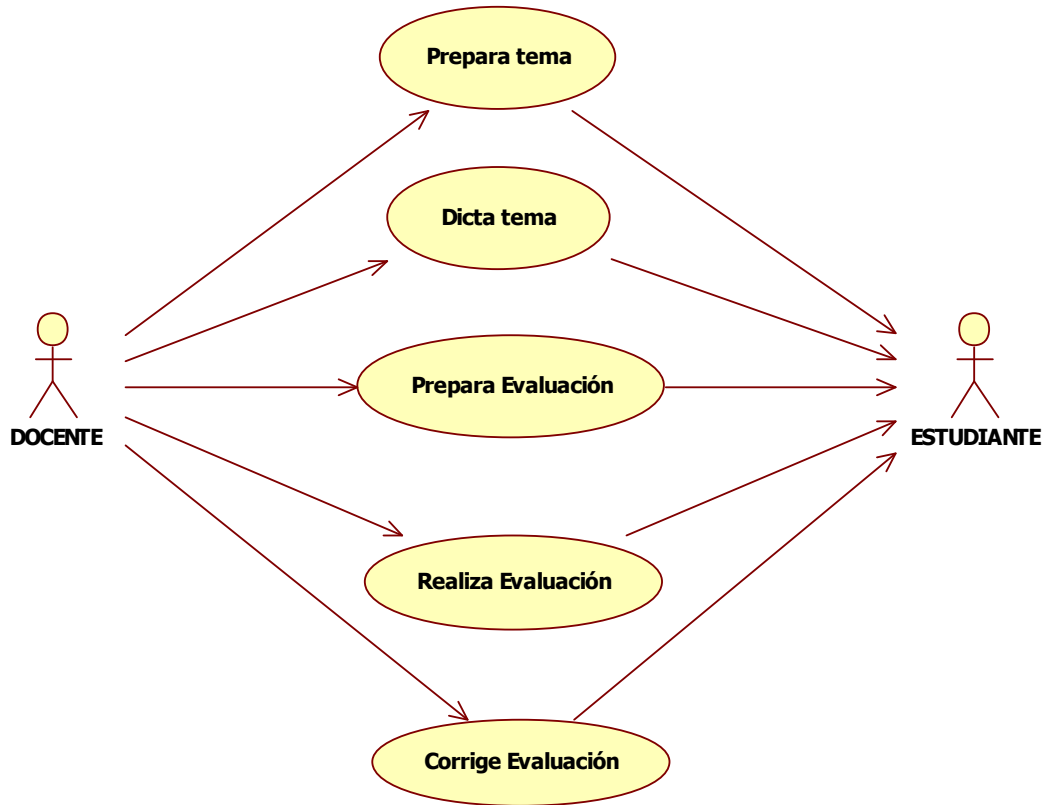 Prepara tema
Dicta tema
Prepara Evaluación
DOCENTE
ESTUDIANTE
Realiza Evaluación
Corrige Evaluación